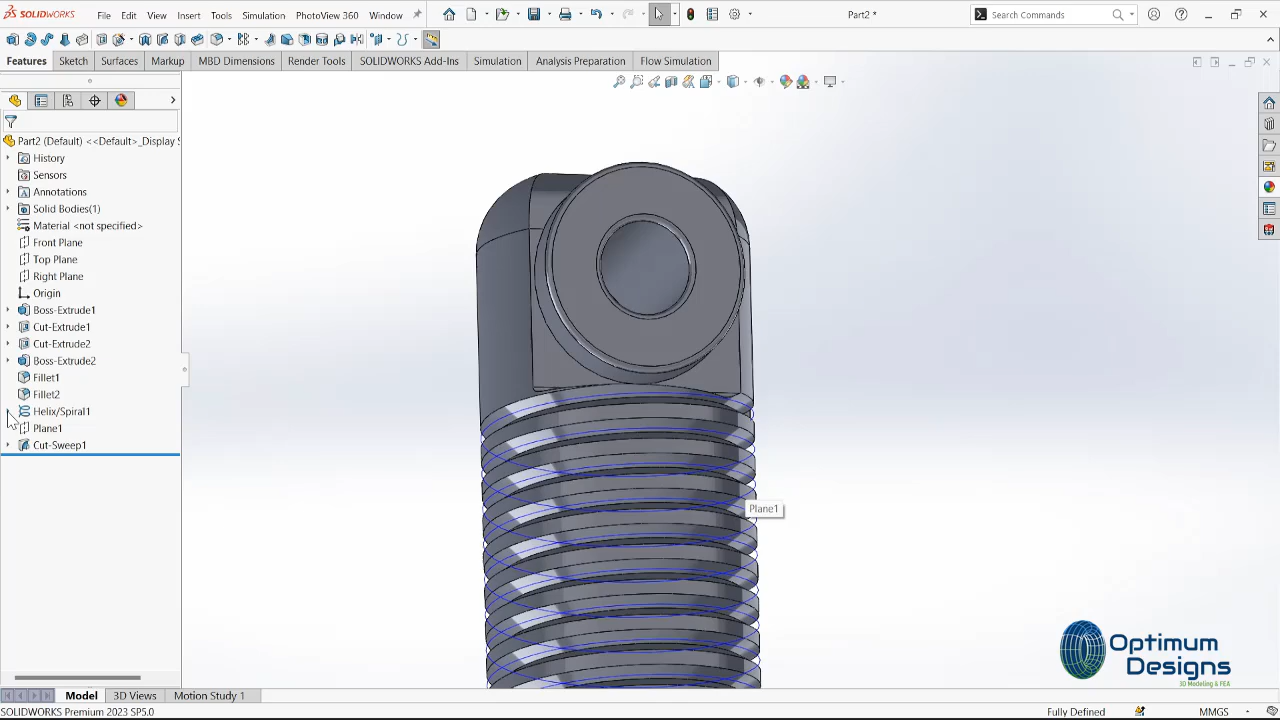 SOLIDWORKS
File
Edit
View
Insert
Tools
Simulation
PhotoView 360
Window
Part2 *
Search Commands
Features
Sketch
Surfaces
Markup
MBD Dimensions
Render Tools
SOLIDWORKS Add-Ins
Simulation
Analysis Preparation
Flow Simulation
Part2 (Default) <<Default>_Display S
History
Sensors
Annotations
Solid Bodies(1)
Material <not specified>
Front Plane
Top Plane
Right Plane
Origin
Boss-Extrude1
Cut-Extrude1
Cut-Extrude2
Boss-Extrude2
Fillet1
Fillet2
Helix/Spiral1
Plane1
Cut-Sweep1
Plane1
Optimum
Designs
3D Modeling & FEA
Model
3D Views
Motion Study 1
SOLIDWORKS Premium 2023 SP5.0
Fully Defined
MMGS